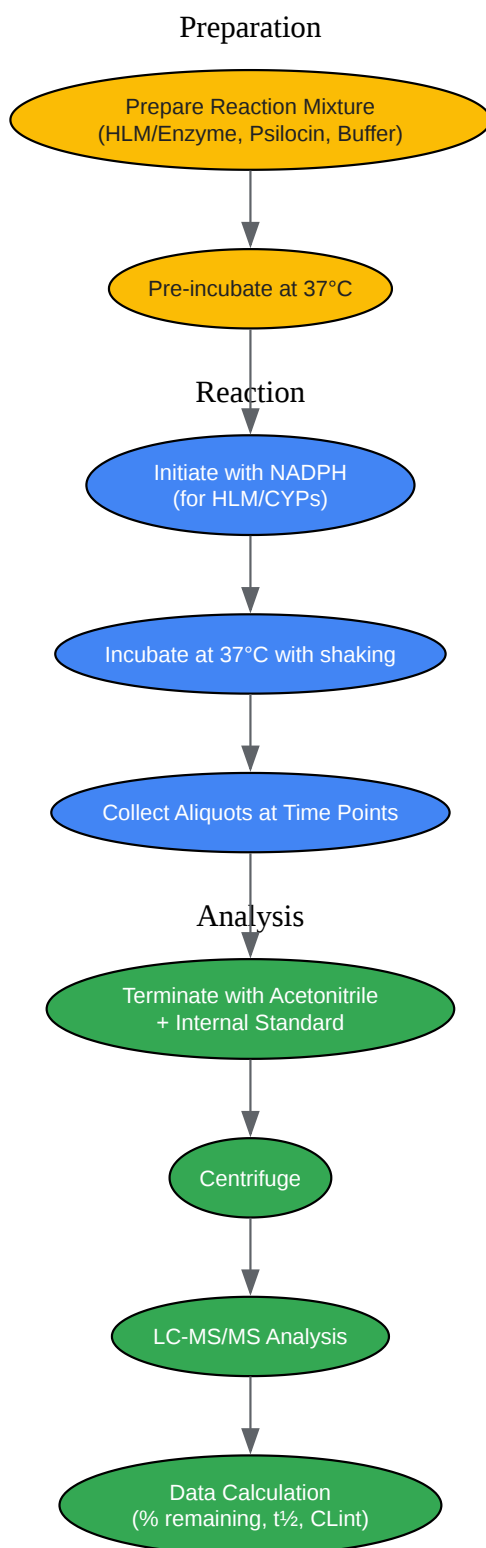 Preparation
Prepare Reaction Mixture
(HLM/Enzyme, Psilocin, Buffer)
Pre-incubate at 37°C
Reaction
Initiate with NADPH
(for HLM/CYPs)
Incubate at 37°C with shaking
Collect Aliquots at Time Points
Analysis
Terminate with Acetonitrile
+ Internal Standard
Centrifuge
LC-MS/MS Analysis
Data Calculation
(% remaining, t½, CLint)